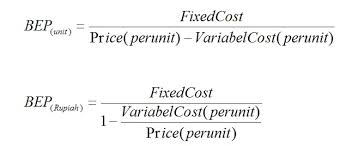 BEP(unit) = FixedCost / Price(perunit) – VariabelCost(perunit)
BEP(Rupiah) = FixedCost / 1 – VariabelCost(perunit) / Price(perunit)